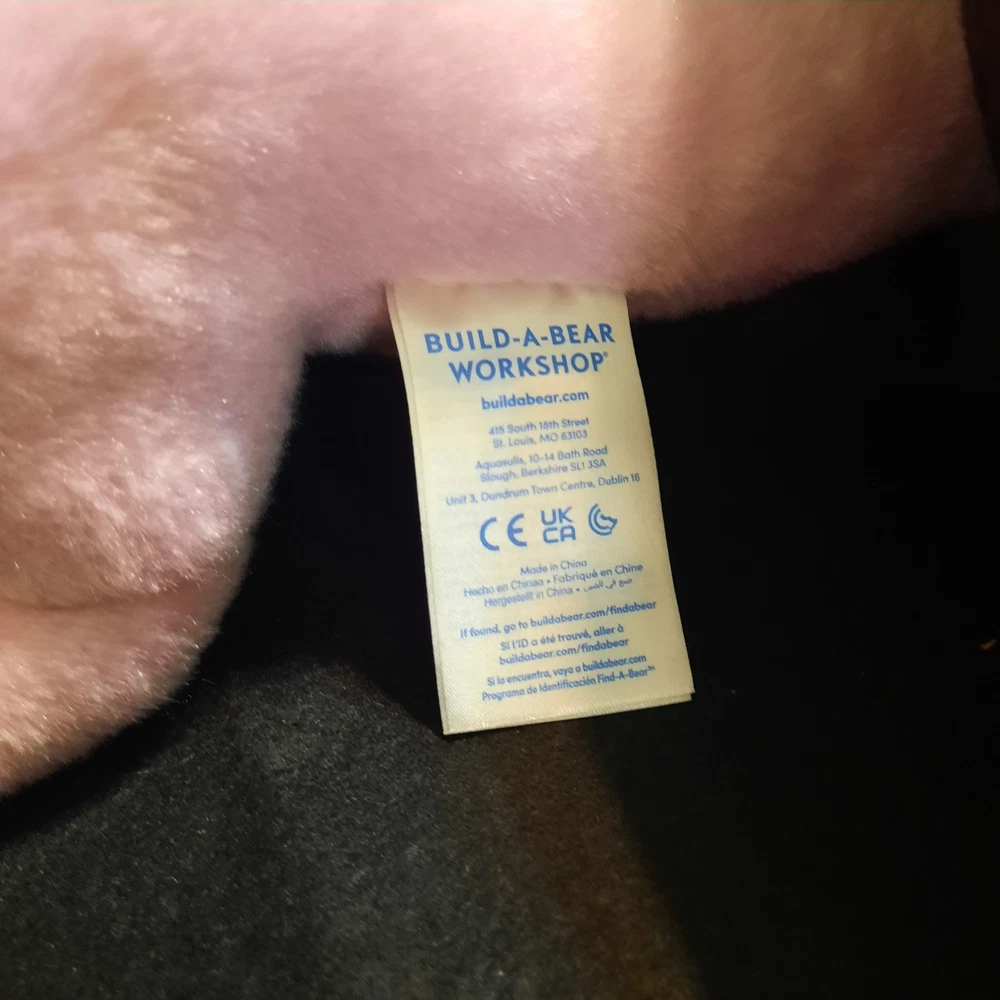 BUILD-A-BEAR
WORKSHOP®
buildabear.com
415 South 18th Street
St. Louis, MO 63103
Aquasulis, 10-14 Bath Road
Slough, Berkshire SL1 3SA
Unit 3, Dundrum Town Centre, Dublin 16
CE UK
CA
Made in China
Hecho en Chinaa • Fabriqué en Chine
Hergestellt in China • صنع في الصين
If found, go to buildabear.com/findabear
Si l'ID a été trouvé, aller à
buildabear.com/findabear
Si lo encuentra, vaya a buildabear.com
Programa de Identificación Find-A-Bear™